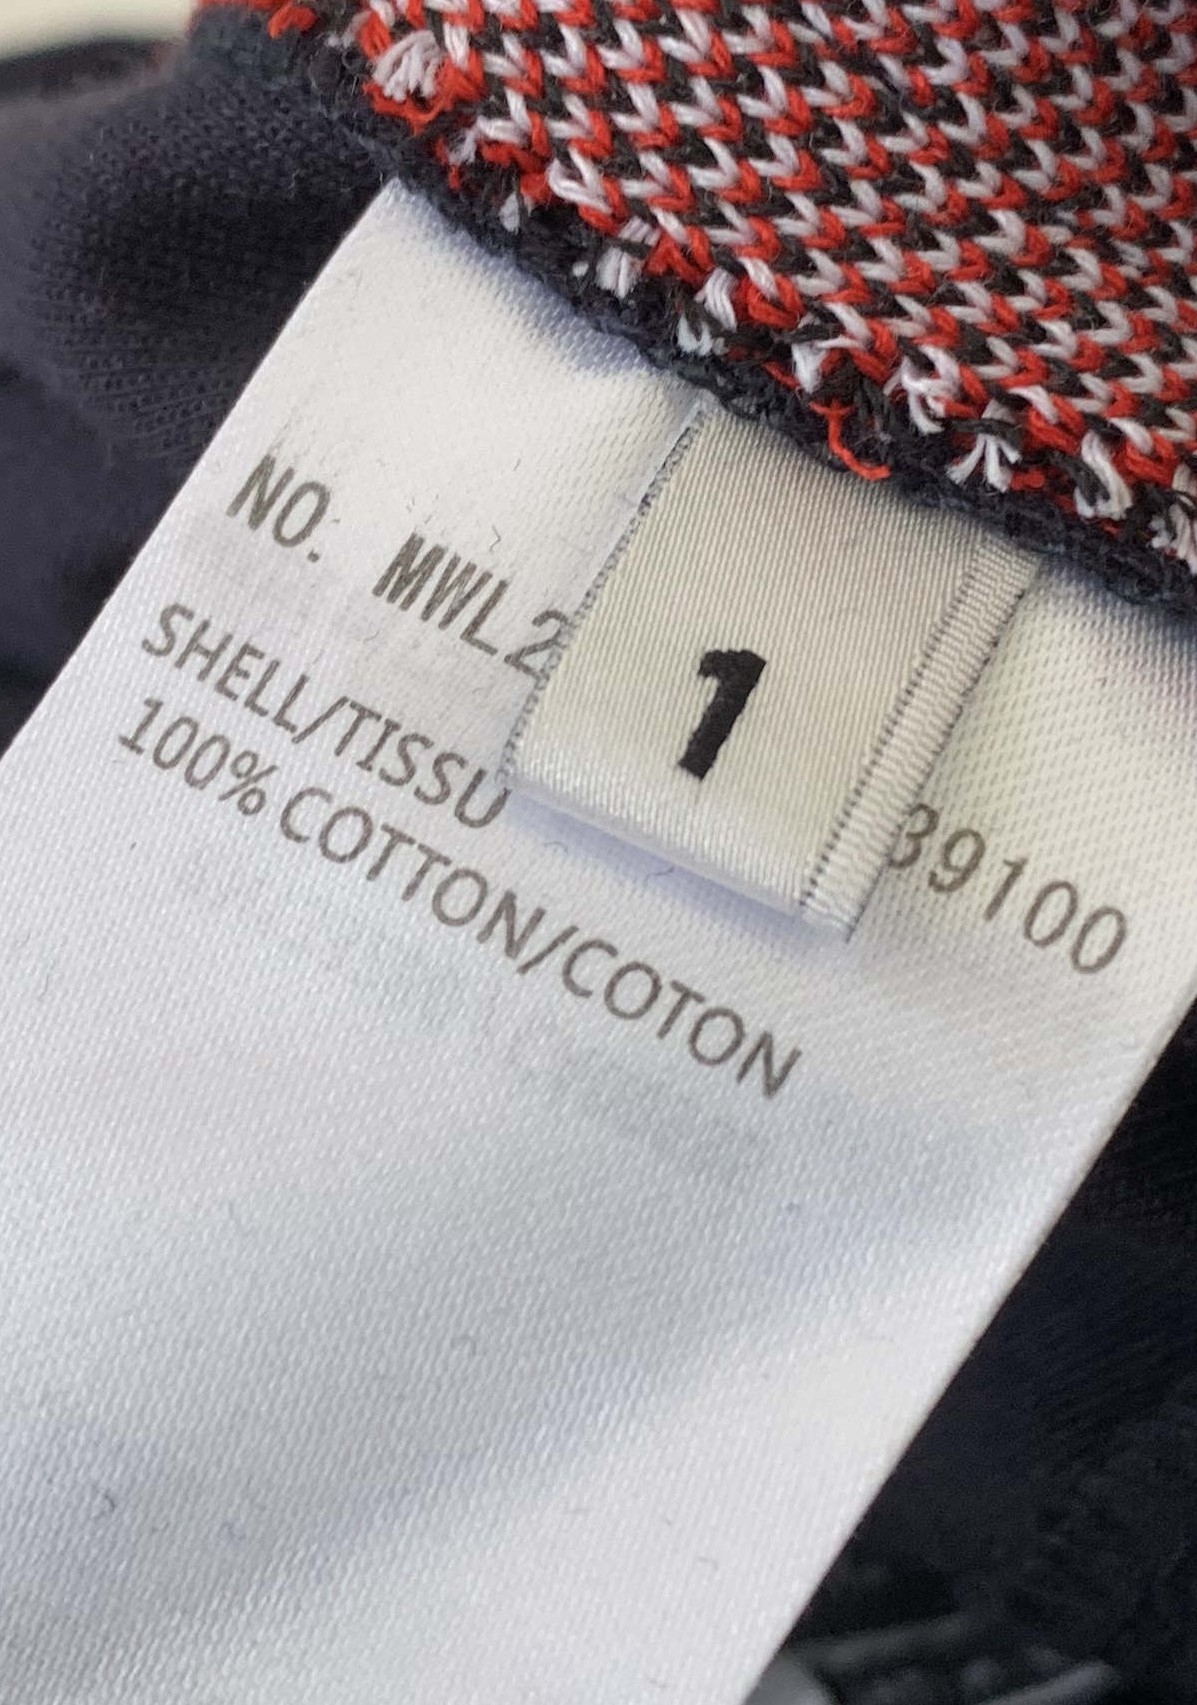 NO. MWL2 39100
1
SHELL/TISSU
100% COTTON/COTON